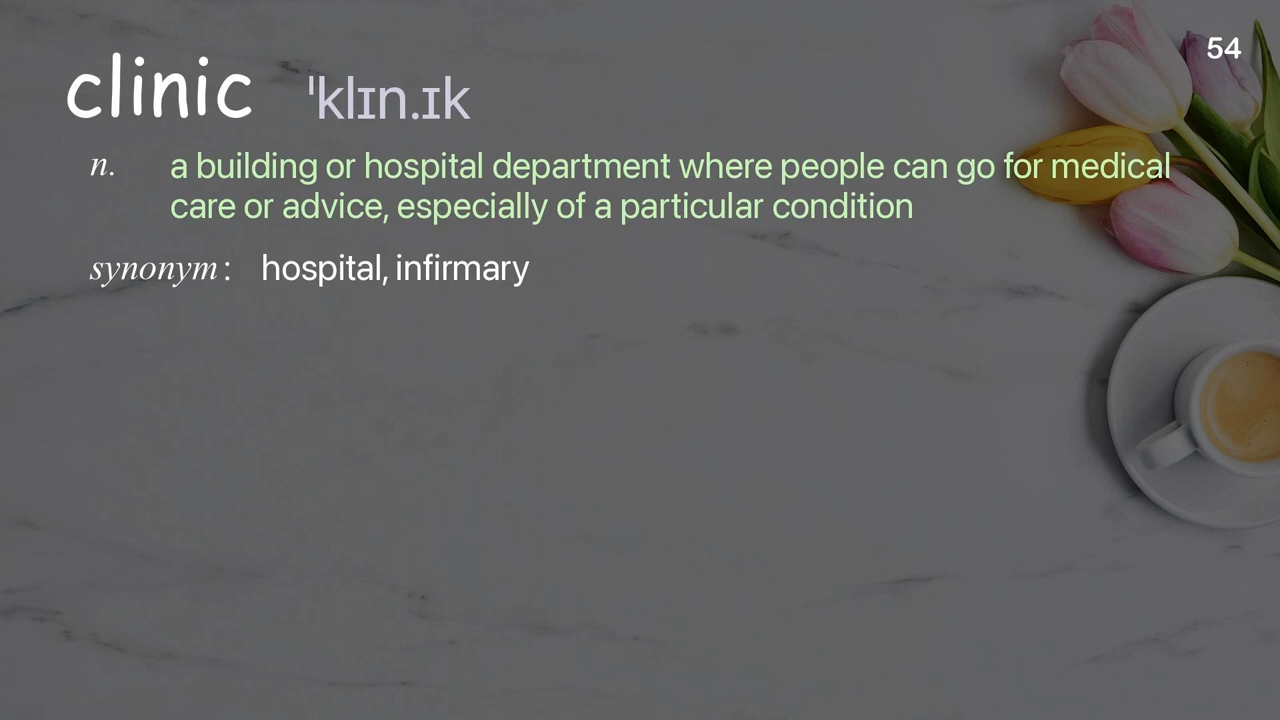 54
clinic ˈklɪn.ɪk
n. a building or hospital department where people can go for medical
care or advice, especially of a particular condition
synonym: hospital, infirmary